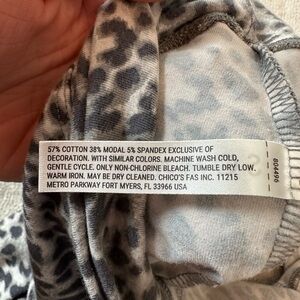 57% COTTON 38% MODAL 5% SPANDEX EXCLUSIVE OF
DECORATION. WITH SIMILAR COLORS. MACHINE WASH COLD,
GENTLE CYCLE. ONLY NON-CHLORINE BLEACH. TUMBLE DRY LOW.
WARM IRON. MAY BE DRY CLEANED. CHICO'S FAS INC. 11215
METRO PARKWAY FORT MYERS, FL 33966 USA
804496